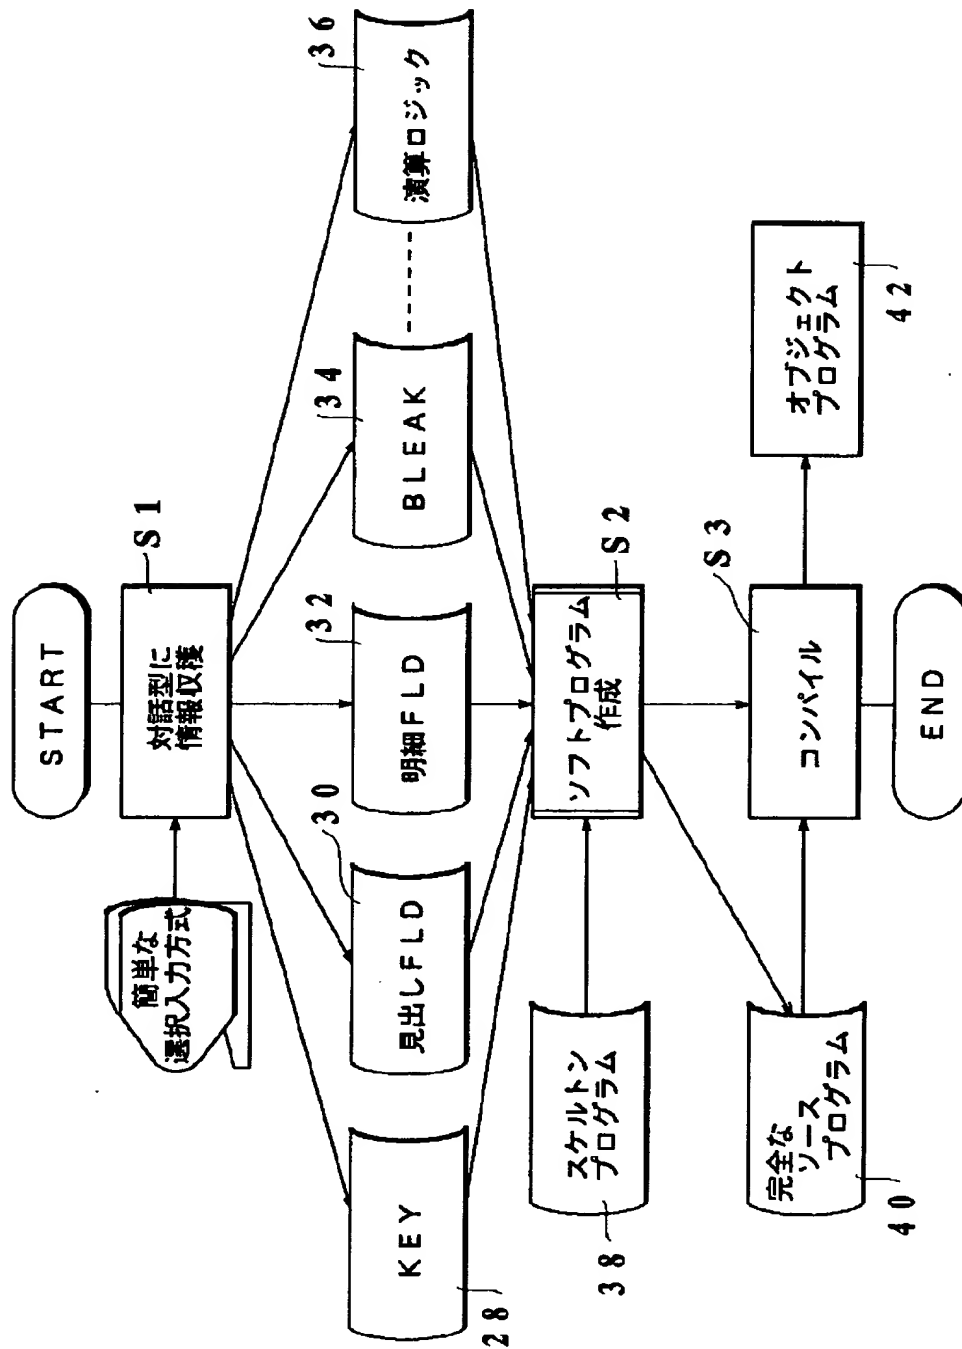 START
S1
対話型に
情報収穫
簡単な
選択入力方式
28
KEY
30
見出しFLD
32
明細FLD
34
BLEAK
36
演算ロジック
38
スケルトン
プログラム
S2
ソフトプログラム
作成
40
完全な
ソース
プログラム
S3
コンパイル
42
オブジェクト
プログラム
END